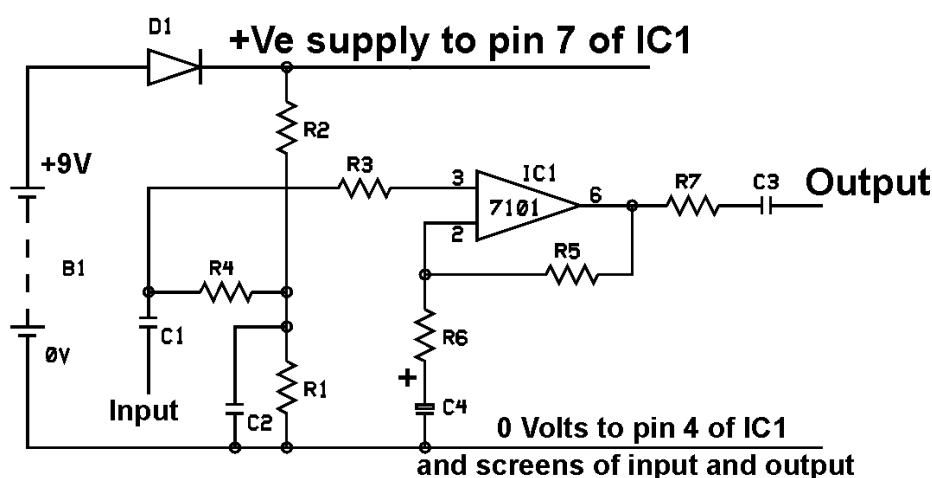 D1
+Ve supply to pin 7 of IC1
R2
+9V
R3
3
IC1
7101
6
R7
C3
Output
2
B1
R4
R5
C1
R6
0V
R1
+
Input
C2
C4
0 Volts to pin 4 of IC1
and screens of input and output